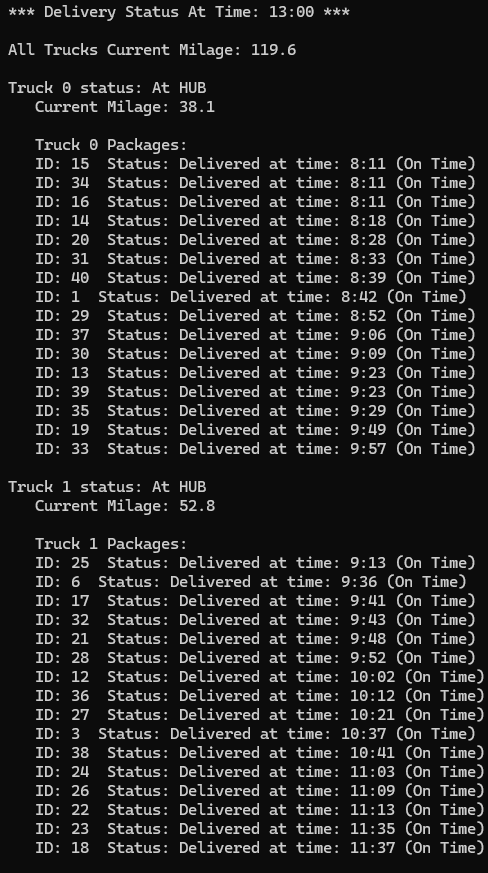 *** Delivery Status At Time: 13:00 ***
All Trucks Current Milage: 119.6
Truck 0 status: At HUB
Current Milage: 38.1
Truck 0 Packages:
ID: 15  Status: Delivered at time: 8:11 (On Time)
ID: 34  Status: Delivered at time: 8:11 (On Time)
ID: 16  Status: Delivered at time: 8:11 (On Time)
ID: 14  Status: Delivered at time: 8:18 (On Time)
ID: 20  Status: Delivered at time: 8:28 (On Time)
ID: 31  Status: Delivered at time: 8:33 (On Time)
ID: 40  Status: Delivered at time: 8:39 (On Time)
ID: 1  Status: Delivered at time: 8:42 (On Time)
ID: 29  Status: Delivered at time: 8:52 (On Time)
ID: 37  Status: Delivered at time: 9:06 (On Time)
ID: 30  Status: Delivered at time: 9:09 (On Time)
ID: 13  Status: Delivered at time: 9:23 (On Time)
ID: 39  Status: Delivered at time: 9:23 (On Time)
ID: 35  Status: Delivered at time: 9:29 (On Time)
ID: 19  Status: Delivered at time: 9:49 (On Time)
ID: 33  Status: Delivered at time: 9:57 (On Time)
Truck 1 status: At HUB
Current Milage: 52.8
Truck 1 Packages:
ID: 25  Status: Delivered at time: 9:13 (On Time)
ID: 6  Status: Delivered at time: 9:36 (On Time)
ID: 17  Status: Delivered at time: 9:41 (On Time)
ID: 32  Status: Delivered at time: 9:43 (On Time)
ID: 21  Status: Delivered at time: 9:48 (On Time)
ID: 28  Status: Delivered at time: 9:52 (On Time)
ID: 12  Status: Delivered at time: 10:02 (On Time)
ID: 36  Status: Delivered at time: 10:12 (On Time)
ID: 27  Status: Delivered at time: 10:21 (On Time)
ID: 3  Status: Delivered at time: 10:37 (On Time)
ID: 38  Status: Delivered at time: 10:41 (On Time)
ID: 24  Status: Delivered at time: 11:03 (On Time)
ID: 26  Status: Delivered at time: 11:09 (On Time)
ID: 22  Status: Delivered at time: 11:13 (On Time)
ID: 23  Status: Delivered at time: 11:35 (On Time)
ID: 18  Status: Delivered at time: 11:37 (On Time)